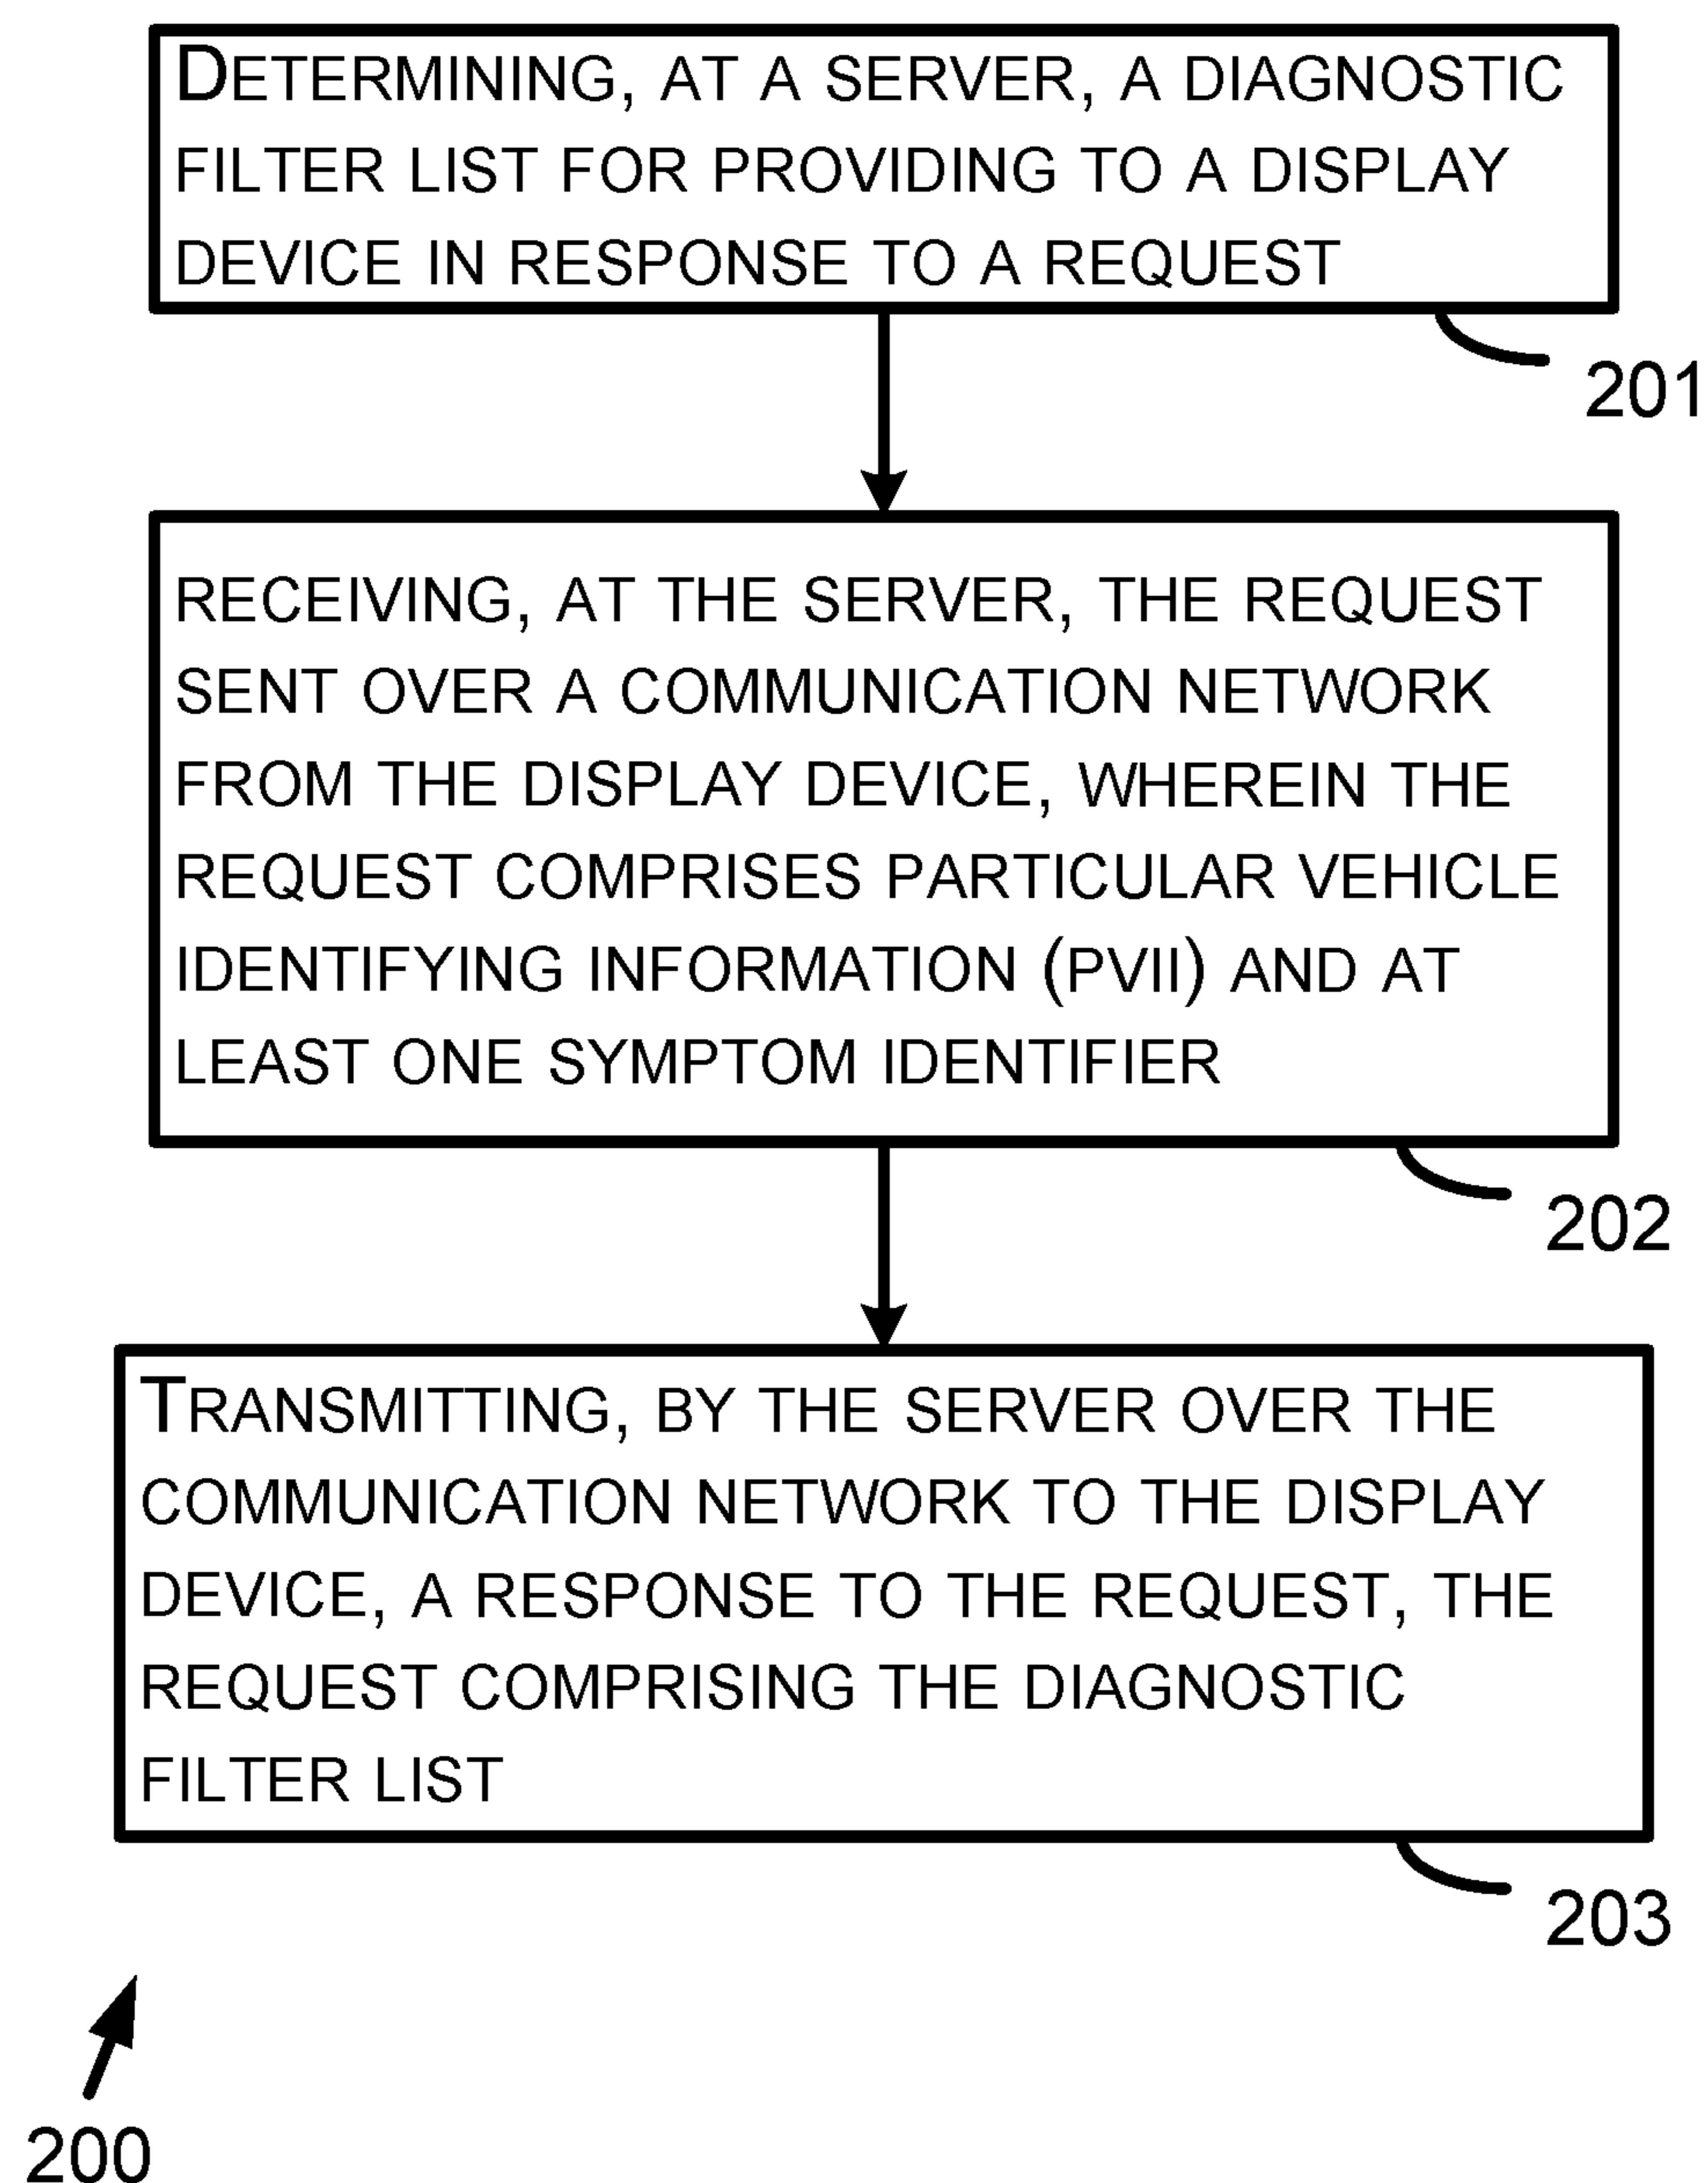 DETERMINING, AT A SERVER, A DIAGNOSTIC
FILTER LIST FOR PROVIDING TO A DISPLAY
DEVICE IN RESPONSE TO A REQUEST
201
RECEIVING, AT THE SERVER, THE REQUEST
SENT OVER A COMMUNICATION NETWORK
FROM THE DISPLAY DEVICE, WHEREIN THE
REQUEST COMPRISES PARTICULAR VEHICLE
IDENTIFYING INFORMATION (PVII) AND AT
LEAST ONE SYMPTOM IDENTIFIER
202
TRANSMITTING, BY THE SERVER OVER THE
COMMUNICATION NETWORK TO THE DISPLAY
DEVICE, A RESPONSE TO THE REQUEST, THE
REQUEST COMPRISING THE DIAGNOSTIC
FILTER LIST
203
200